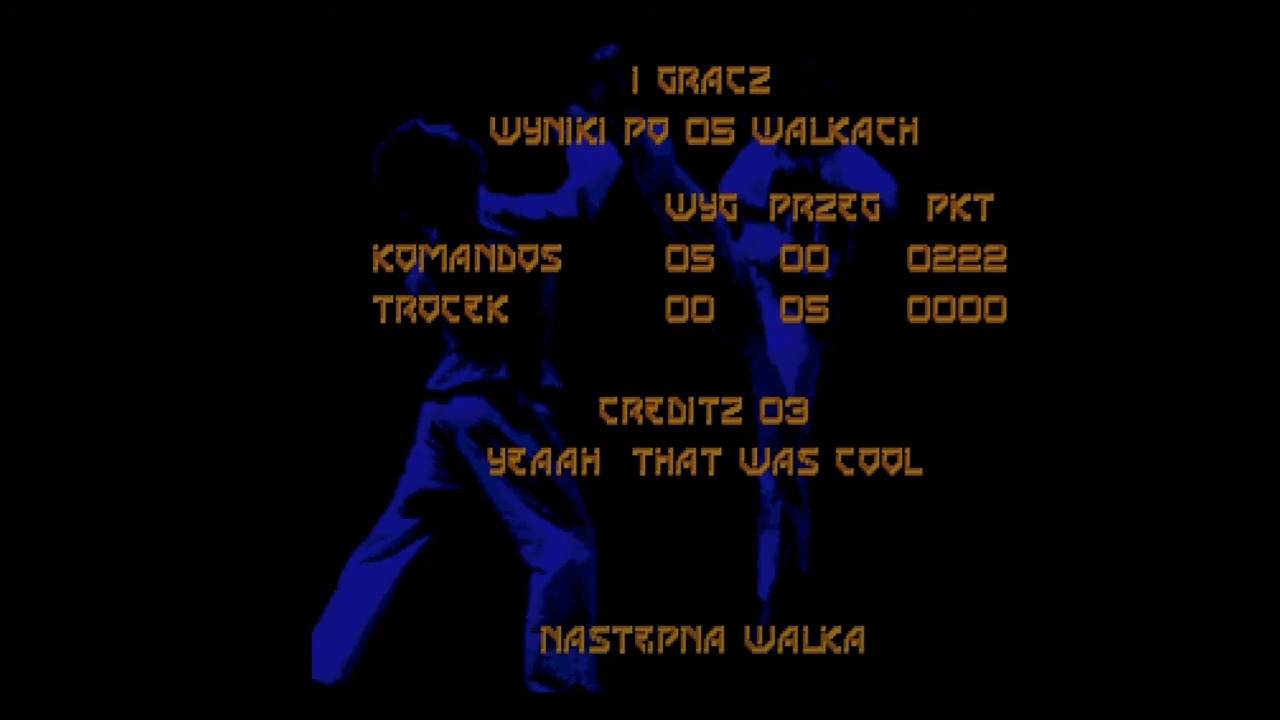 1 GRACZ
WYNIKI PO 05 WALKACH
WYG PRZEG PKT
KOMANDOS 05 00 0222
TROCEK 00 05 0000
CREDITZ 03
YEAAH THAT WAS COOL
NASTĘPNA WALKA